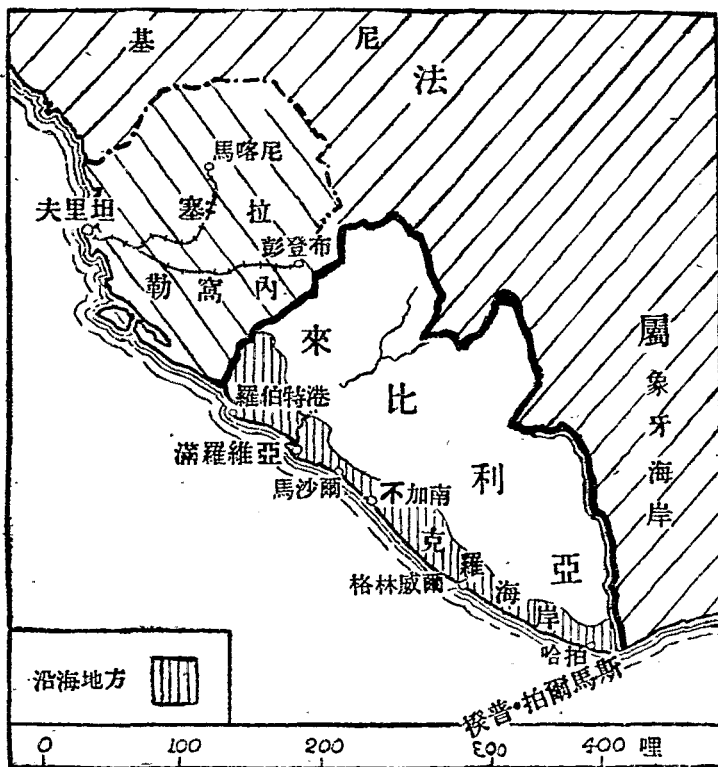 基尼
法
屬
象牙海岸
馬喀尼
夫里坦
塞拉
彭登布
勒窩內
來比利亞
羅伯特港
滿羅維亞
馬沙爾
不加南
克羅海岸
格林威爾
哈拍
揆普·拍爾馬斯
沿海地方
0 100 200 300 400 哩